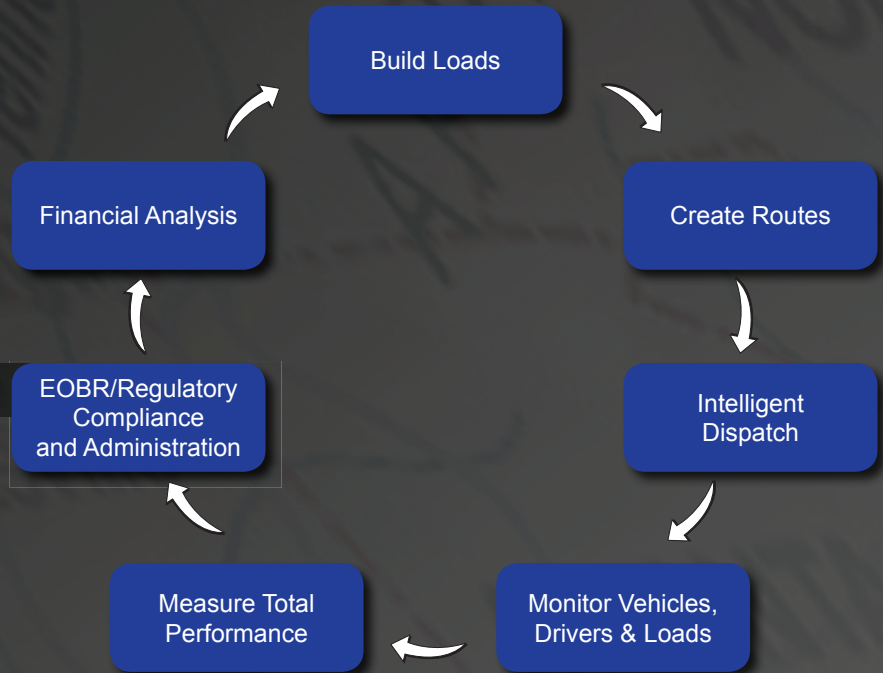 Build Loads
Create Routes
Intelligent
Dispatch
Monitor Vehicles,
Drivers & Loads
Measure Total
Performance
EOBR/Regulatory
Compliance
and Administration
Financial Analysis